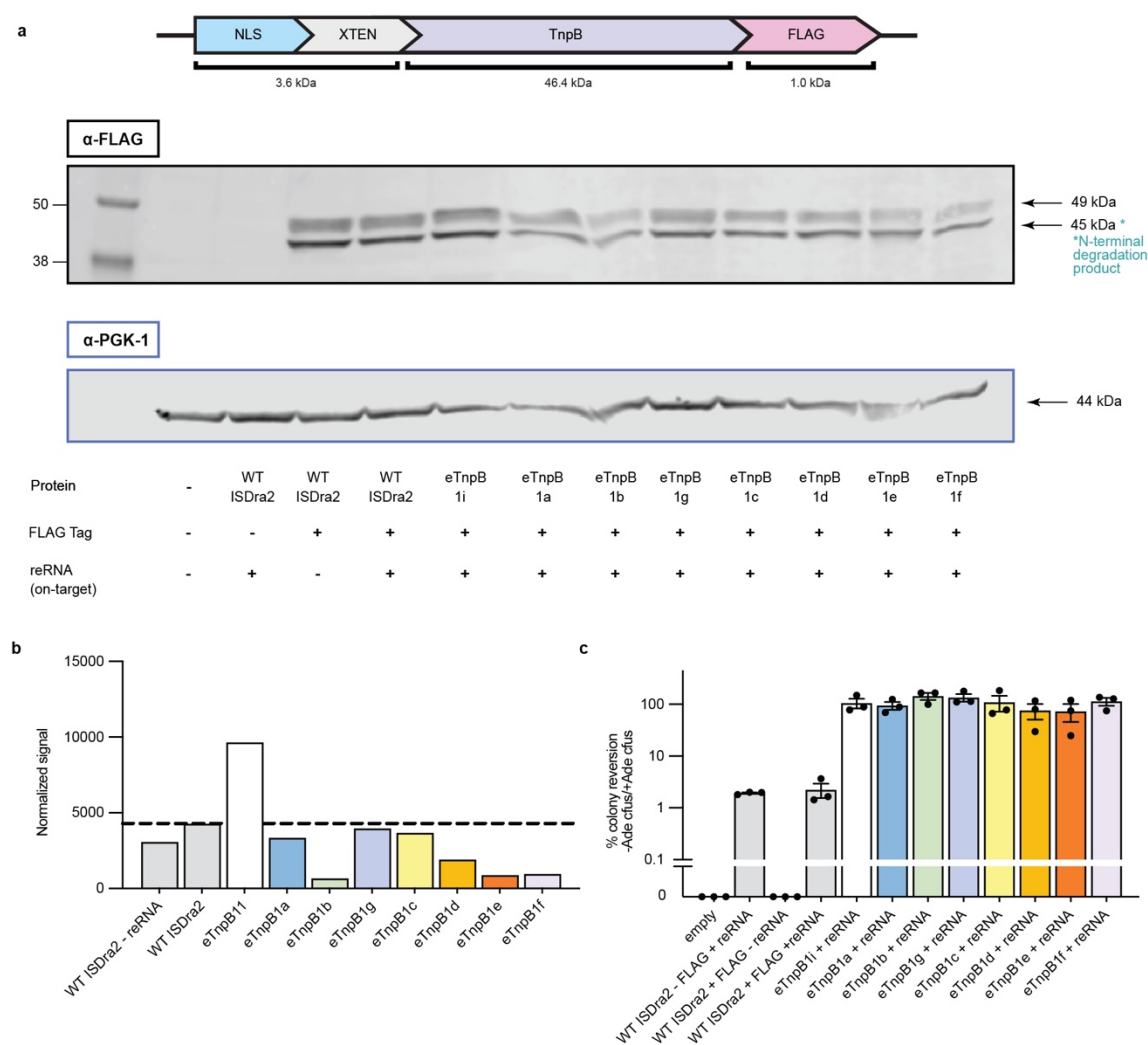 a
NLS XTEN TnpB FLAG
3.6 kDa 46.4 kDa 1.0 kDa
α-FLAG
50
38
49 kDa
45 kDa *
*N-terminal
degradation
product
α-PGK-1
44 kDa
Protein - WT ISDra2 WT ISDra2 WT ISDra2 eTnpB 1i eTnpB 1a eTnpB 1b eTnpB 1g eTnpB 1c eTnpB 1d eTnpB 1e eTnpB 1f
FLAG Tag - - + + + + + + + + + +
reRNA - + - + + + + + + + + +
(on-target)
b
Normalized signal
15000
10000
5000
0
WT ISDra2 - reRNA
WT ISDra2
eTnpB11
eTnpB1a
eTnpB1b
eTnpB1g
eTnpB1c
eTnpB1d
eTnpB1e
eTnpB1f
c
% colony reversion
-Ade cfus/+Ade cfus
100
10
1
0.1
0
empty
WT ISDra2 - FLAG + reRNA
WT ISDra2 + FLAG - reRNA
WT ISDra2 + FLAG +reRNA
eTnpB1i + reRNA
eTnpB1a + reRNA
eTnpB1b + reRNA
eTnpB1g + reRNA
eTnpB1c + reRNA
eTnpB1d + reRNA
eTnpB1e + reRNA
eTnpB1f + reRNA